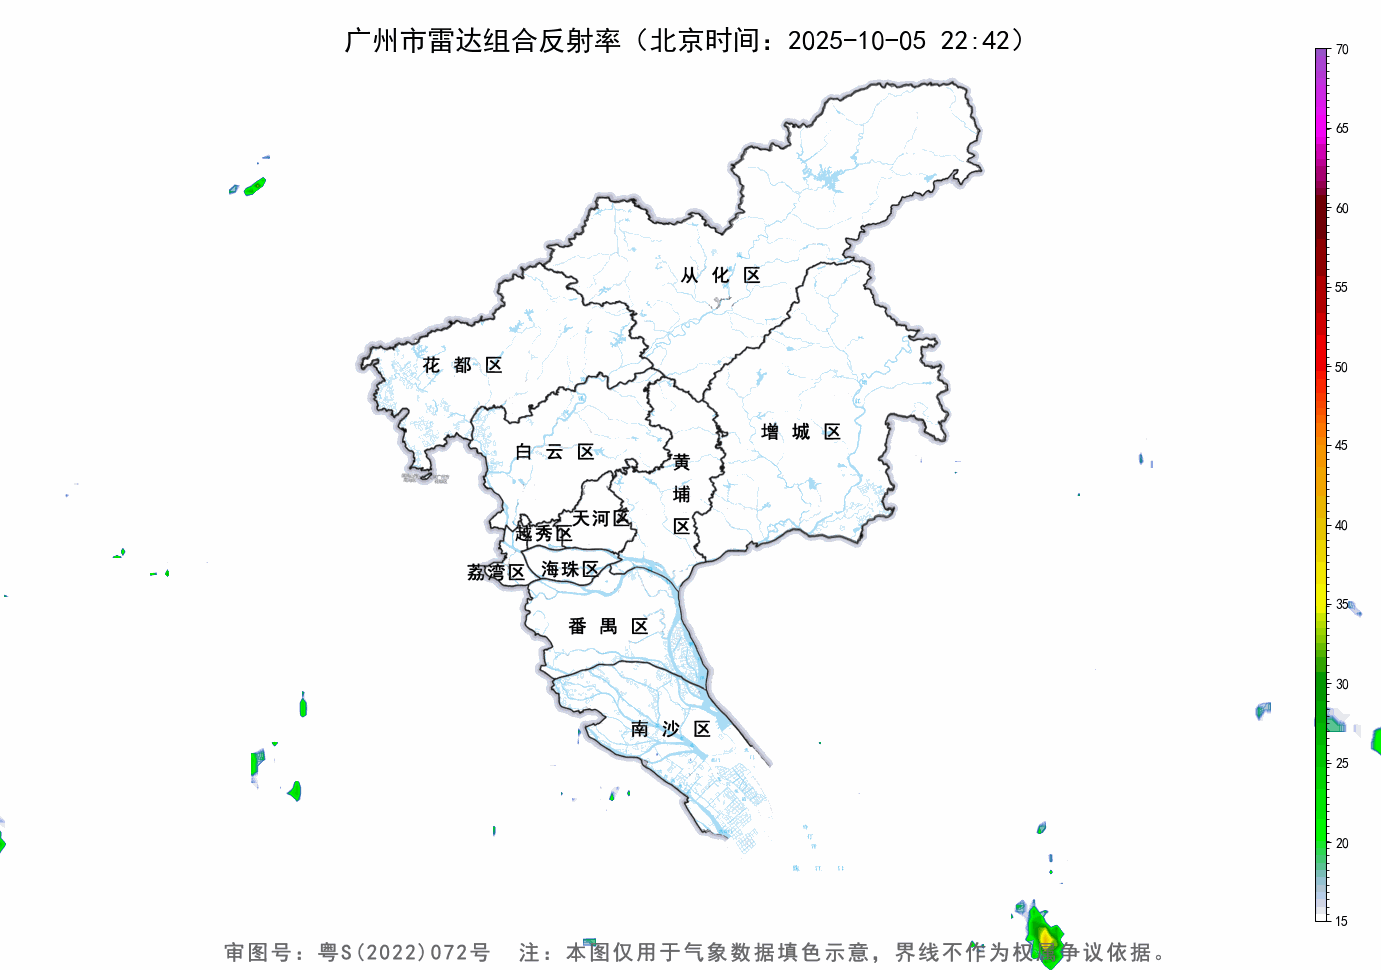 广州市雷达组合反射率（北京时间：2025-10-05 22:42）
70
65
60
55
50
45
40
35
30
25
20
15
从化区
花都区
增城区
白云区
黄埔区
天河区
越秀区
荔湾区
海珠区
番禺区
南沙区
审图号：粤S(2022)072号 注：本图仅用于气象数据填色示意，界线不作为权属争议依据。